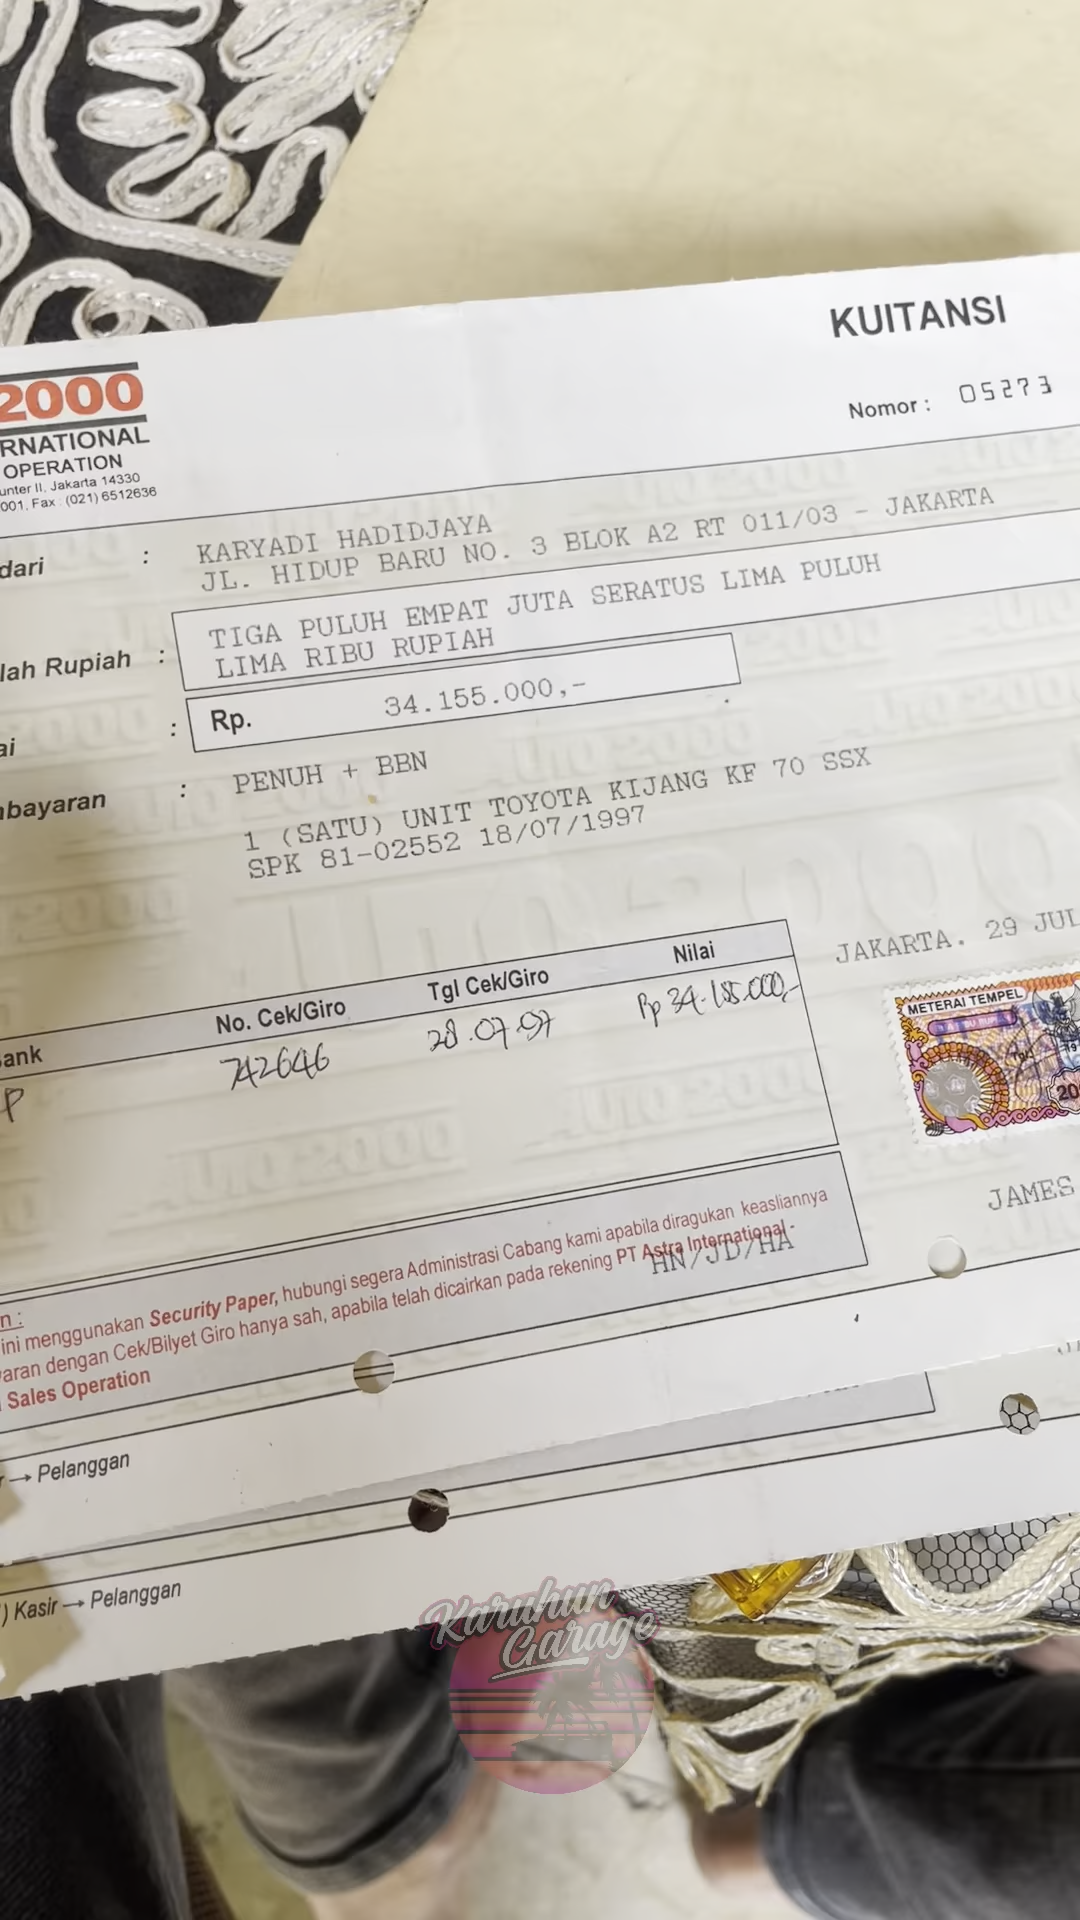 KUITANSI
2000
RNATIONAL
OPERATION
unter II, Jakarta 14330
001, Fax : (021) 6512636
Nomor : 05273
dari : KARYADI HADIDJAYA
JL. HIDUP BARU NO. 3 BLOK A2 RT 011/03 - JAKARTA
lah Rupiah : TIGA PULUH EMPAT JUTA SERATUS LIMA PULUH
LIMA RIBU RUPIAH
ai : Rp. 34.155.000,-
nbayaran : PENUH + BBN
1 (SATU) UNIT TOYOTA KIJANG KF 70 SSX
SPK 81-02552 18/07/1997
JAKARTA. 29 JUL
ank No. Cek/Giro Tgl Cek/Giro Nilai
P 742646 28.07.97 Rp 34.155.000,-
METERAI TEMPEL
20
JAMES
n :
ini menggunakan Security Paper, hubungi segera Administrasi Cabang kami apabila diragukan keasliannya
aran dengan Cek/Bilyet Giro hanya sah, apabila telah dicairkan pada rekening PT Astra International -
Sales Operation
HN/JD/HA
r → Pelanggan
) Kasir → Pelanggan
Karuhun
Garage